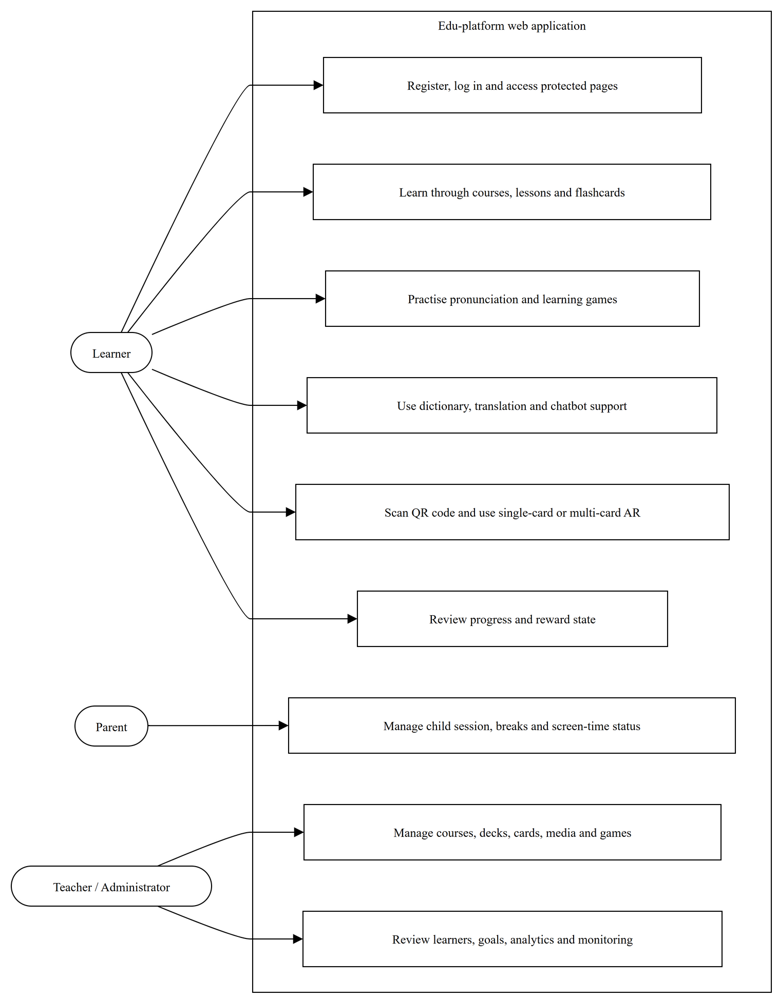 Edu-platform web application
Register, log in and access protected pages
Learn through courses, lessons and flashcards
Practise pronunciation and learning games
Learner
Use dictionary, translation and chatbot support
Scan QR code and use single-card or multi-card AR
Review progress and reward state
Parent
Manage child session, breaks and screen-time status
Manage courses, decks, cards, media and games
Teacher / Administrator
Review learners, goals, analytics and monitoring